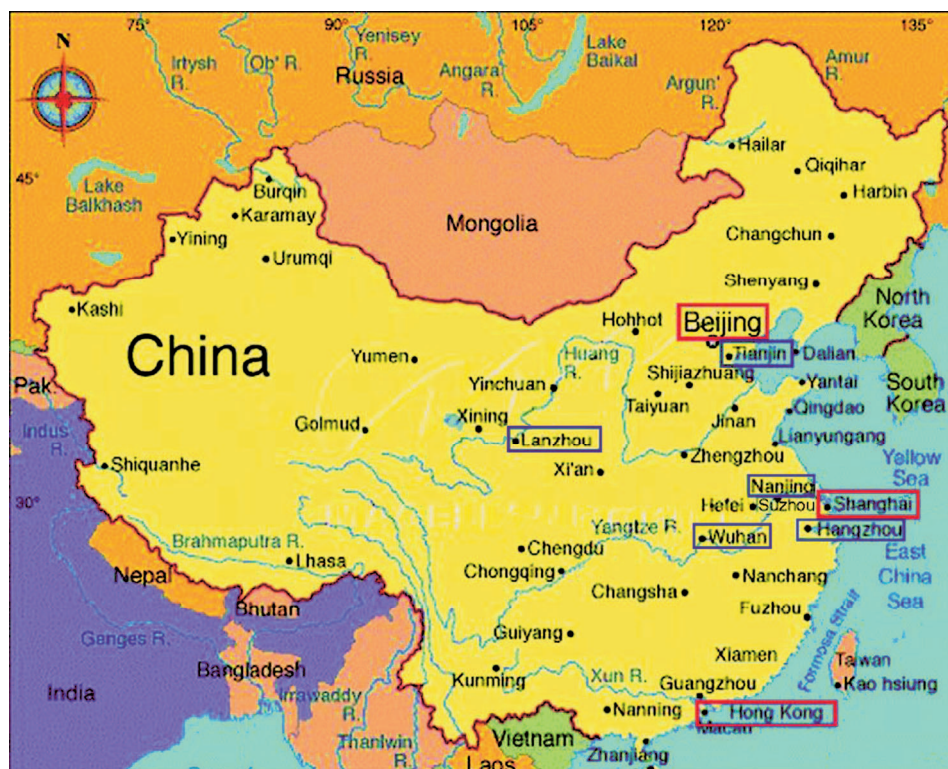 75°
90°
105°
120°
135°
N
Irtysh
R.
Ob' R.
Yenisey
R.
Russia
Angara
R.
Lake
Baikal
Argun'
R.
Amur
R.
Hailar
Qiqihar
45°
Lake
Balkhash
Burqin
Karamay
Harbin
Mongolia
Yining
Changchun
Urumqi
Shenyang
Kashi
North
Korea
Hohhot
Beijing
China
Yumen
Huang
R.
Tianjin
Dalian
Shijiazhuang
Pak.
Yinchuan
Taiyuan
Yantai
South
Korea
Golmud
Xining
Jinan
Qingdao
Indus
R.
Lanzhou
Lianyungang
Shiquanhe
Xi'an
Zhengzhou
Yellow
Sea
30°
30°
Nanjing
Hefei
Suzhou
Shanghai
Yangtze R.
Hangzhou
Brahmaputra R.
Wuhan
Lhasa
Chengdu
East
China
Sea
Nepal
Chongqing
Nanchang
Changsha
Bhutan
Fuzhou
Ganges R.
Guiyang
Formosa Strait
Bangladesh
Xiamen
Taiwan
India
Irrawaddy
R.
Kunming
Xun R.
Guangzhou
Kao hsiung
Nanning
Hong Kong
Macau
Thanlwin
R.
Vietnam
Zhanjiang
Laos